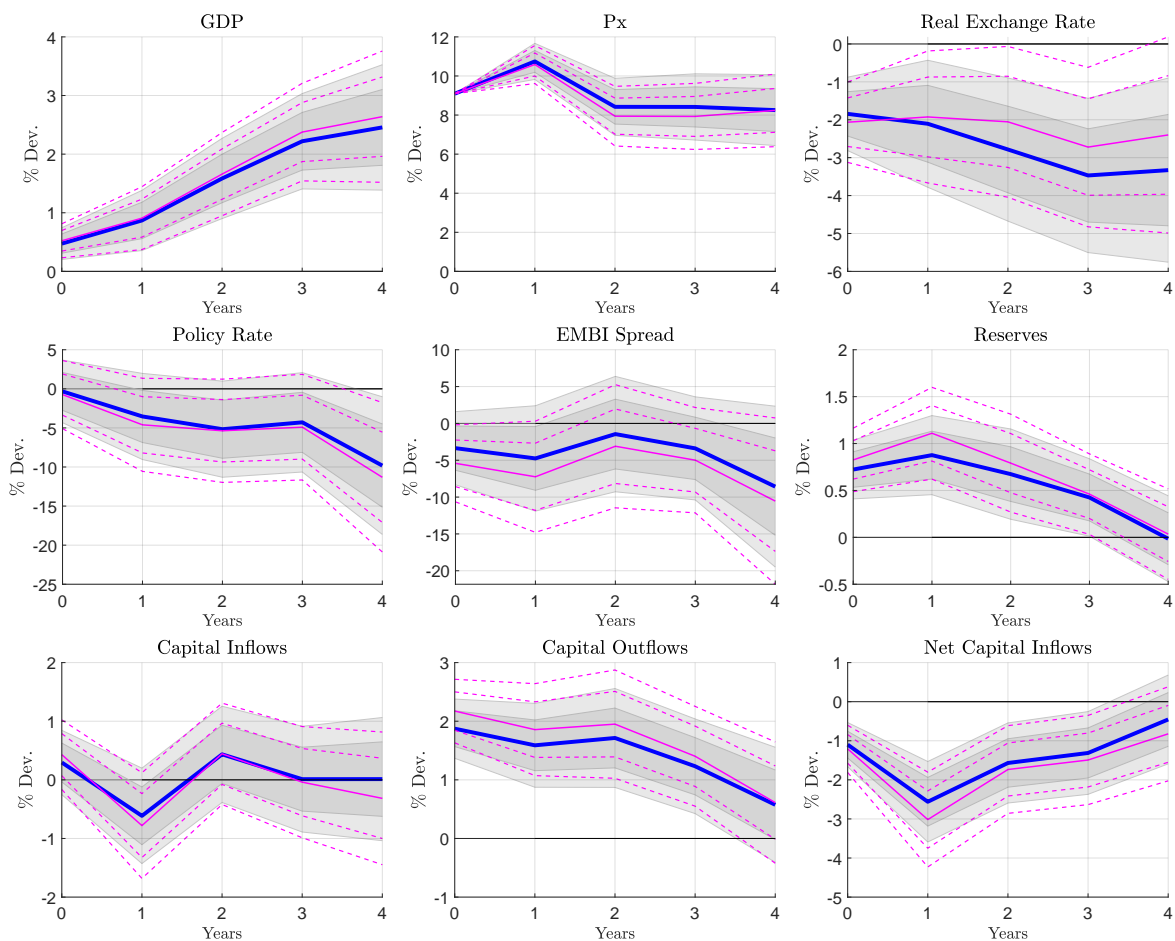 GDP
Px
Real Exchange Rate
% Dev.
4
3
2
1
0
0 1 2 3 4
Years
% Dev.
12
10
8
6
4
2
0
0 1 2 3 4
Years
% Dev.
0
-1
-2
-3
-4
-5
-6
0 1 2 3 4
Years
Policy Rate
EMBI Spread
Reserves
% Dev.
5
0
-5
-10
-15
-20
-25
0 1 2 3 4
Years
% Dev.
10
5
0
-5
-10
-15
-20
0 1 2 3 4
Years
% Dev.
2
1.5
1
0.5
0
-0.5
0 1 2 3 4
Years
Capital Inflows
Capital Outflows
Net Capital Inflows
% Dev.
2
1
0
-1
-2
0 1 2 3 4
Years
% Dev.
3
2
1
0
-1
0 1 2 3 4
Years
% Dev.
1
0
-1
-2
-3
-4
-5
0 1 2 3 4
Years